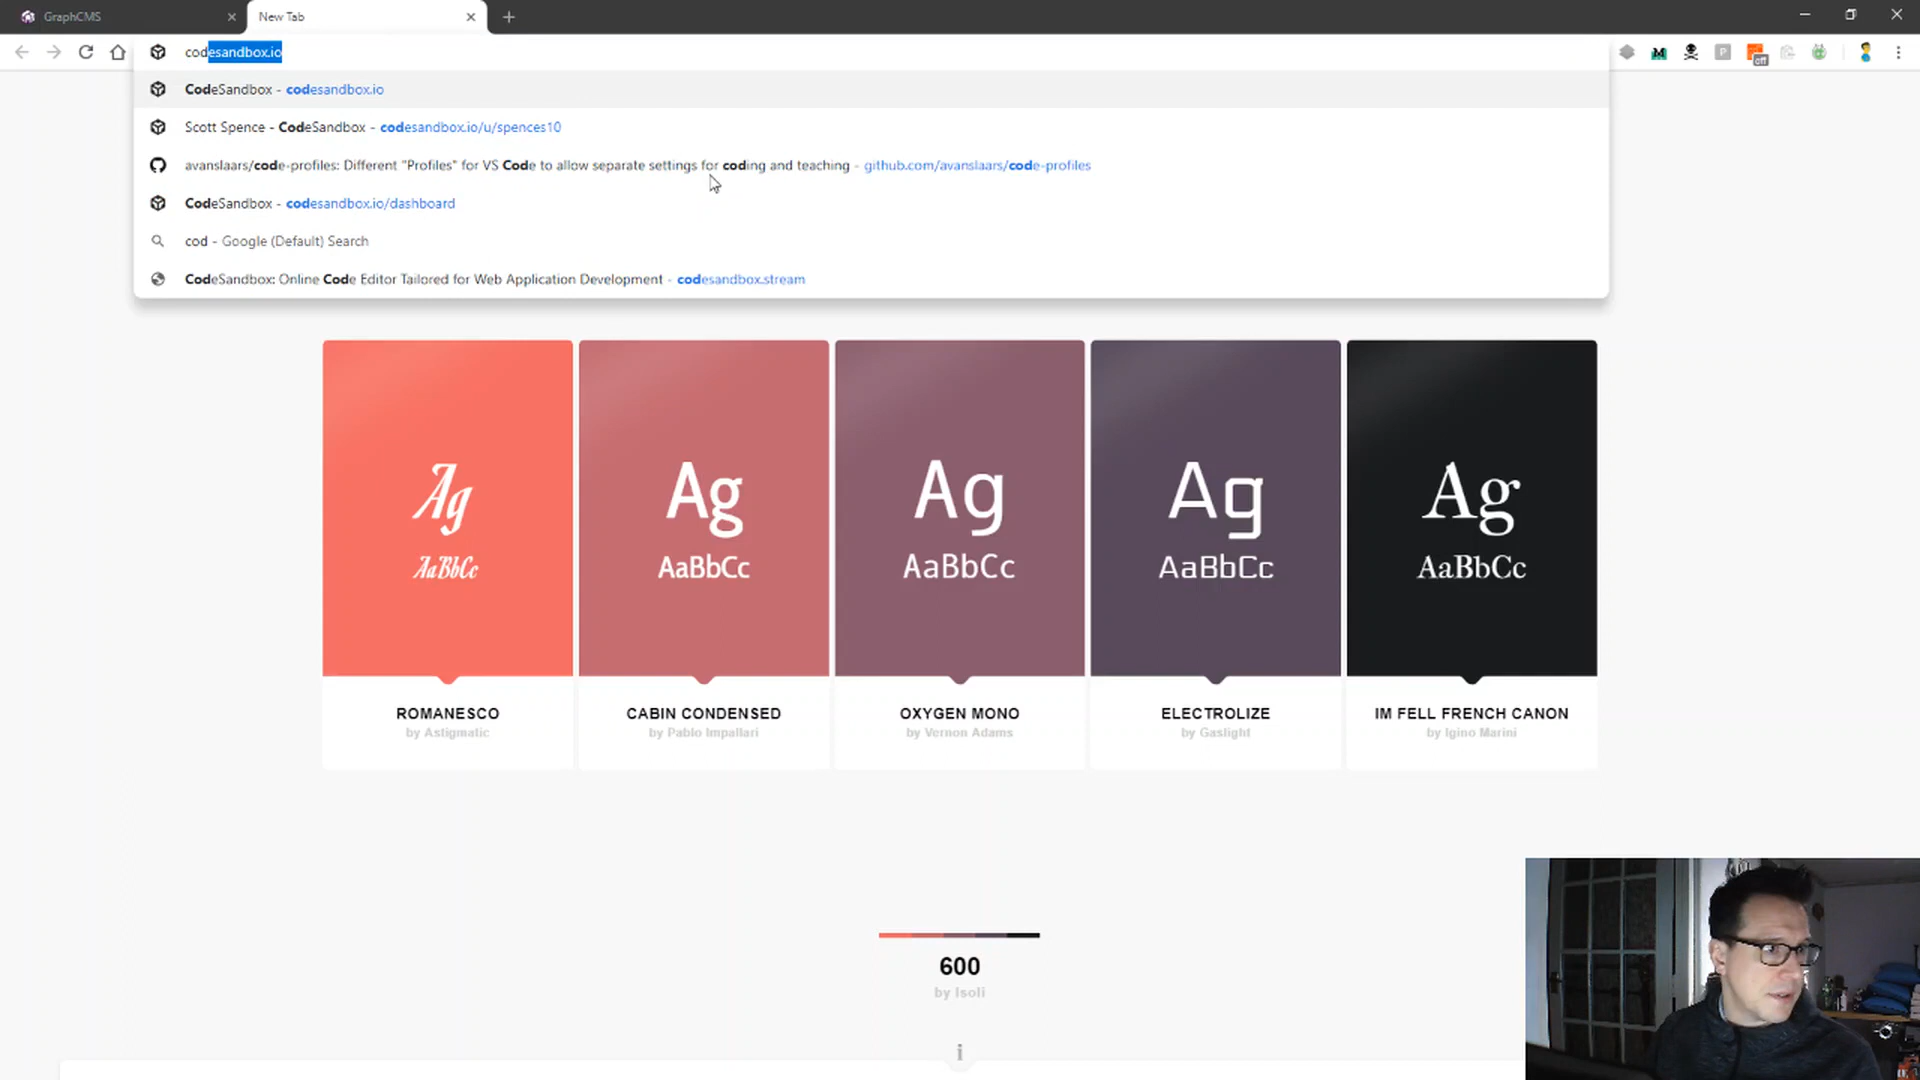 GraphCMS
New Tab
codesandbox.io
CodeSandbox - codesandbox.io
Scott Spence - CodeSandbox - codesandbox.io/u/spences10
avanslaars/code-profiles: Different "Profiles" for VS Code to allow separate settings for coding and teaching - github.com/avanslaars/code-profiles
CodeSandbox - codesandbox.io/dashboard
cod - Google (Default) Search
CodeSandbox: Online Code Editor Tailored for Web Application Development - codesandbox.stream
Ag Ag Ag Ag Ag
AaBbCc AaBbCc AaBbCc AaBbCc AaBbCc
ROMANESCO CABIN CONDENSED OXYGEN MONO ELECTROLIZE IM FELL FRENCH CANON
by Astigmatic by Pablo Impallari by Vernon Adams by Gaslight by Igino Marini
600
by Isoli
i
off
M
P